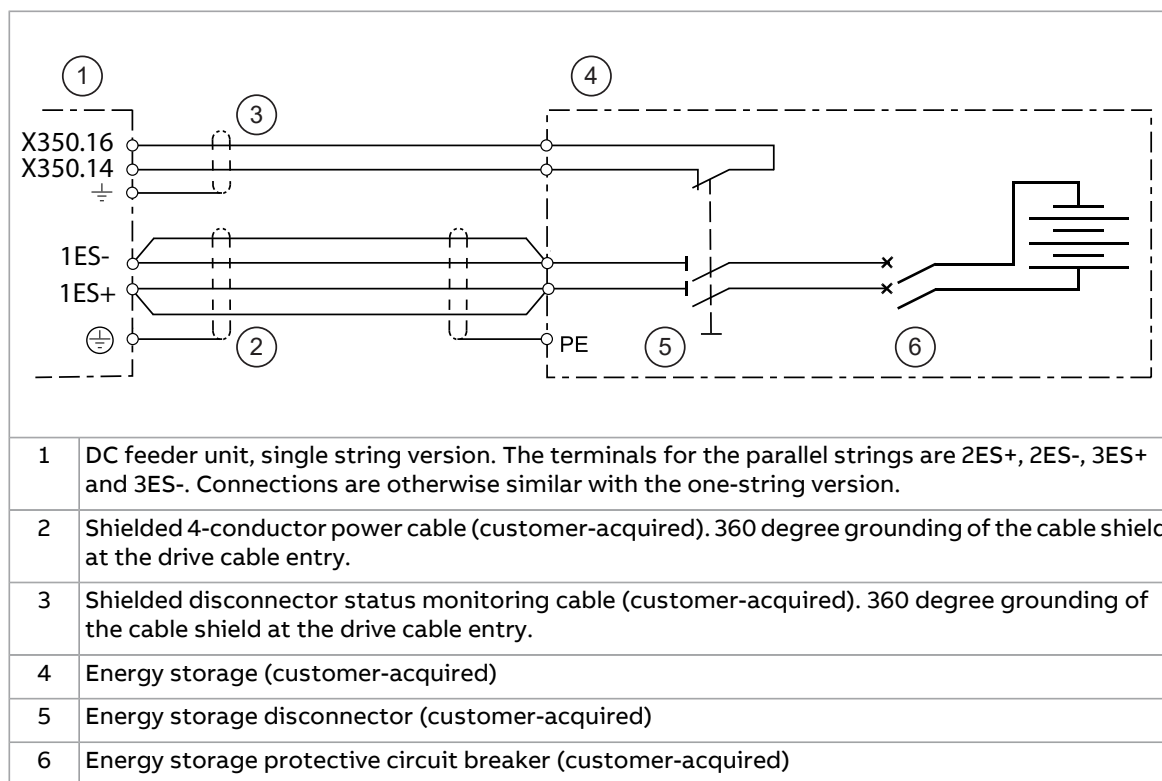 1
4
3
X350.16
X350.14
1ES-
1ES+
2
PE
5
6
1 DC feeder unit, single string version. The terminals for the parallel strings are 2ES+, 2ES-, 3ES+
and 3ES-. Connections are otherwise similar with the one-string version.
2 Shielded 4-conductor power cable (customer-acquired). 360 degree grounding of the cable shield
at the drive cable entry.
3 Shielded disconnector status monitoring cable (customer-acquired). 360 degree grounding of
the cable shield at the drive cable entry.
4 Energy storage (customer-acquired)
5 Energy storage disconnector (customer-acquired)
6 Energy storage protective circuit breaker (customer-acquired)